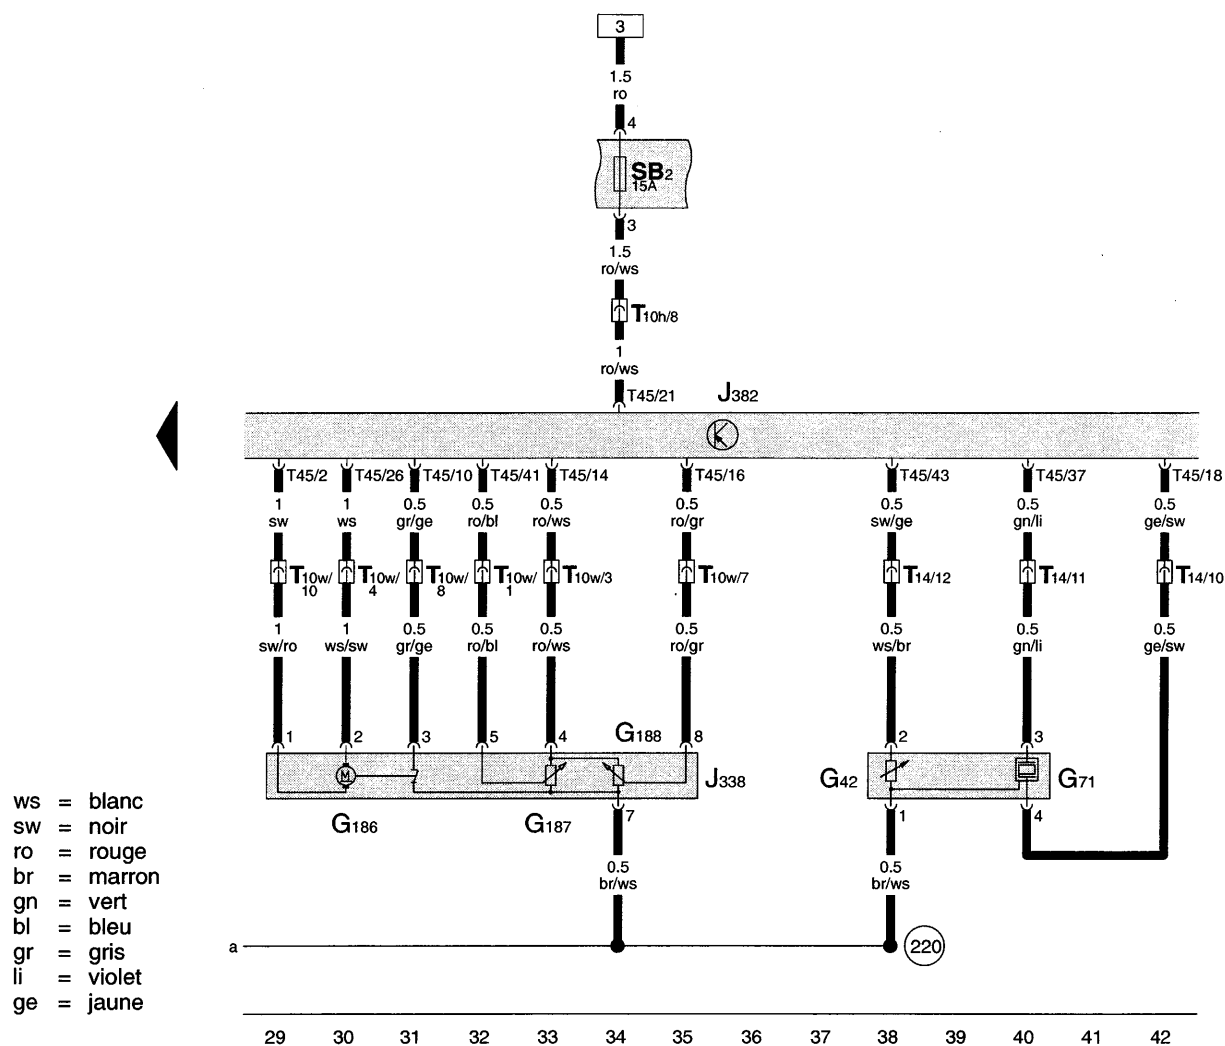 3
1.5
ro
4
SB2
15A
3
1.5
ro/ws
T10h/8
1
ro/ws
T45/21
J382
T45/2 T45/26 T45/10 T45/41 T45/14 T45/16 T45/43 T45/37 T45/18
1 1 0.5 0.5 0.5 0.5 0.5 0.5 0.5
sw ws gr/ge ro/bl ro/ws ro/gr sw/ge gn/li ge/sw
T10w/10 T10w/4 T10w/8 T10w/1 T10w/3 T10w/7 T14/12 T14/11 T14/10
1 1 0.5 0.5 0.5 0.5 0.5 0.5 0.5
sw/ro ws/sw gr/ge ro/bl ro/ws ro/gr ws/br gn/li ge/sw
G188
1 2 3 5 4 8 2 3
M
J338
G42
G71
G186
G187
7
1
4
0.5
br/ws
0.5
br/ws
a
220
ws = blanc
sw = noir
ro = rouge
br = marron
gn = vert
bl = bleu
gr = gris
li = violet
ge = jaune
29 30 31 32 33 34 35 36 37 38 39 40 41 42